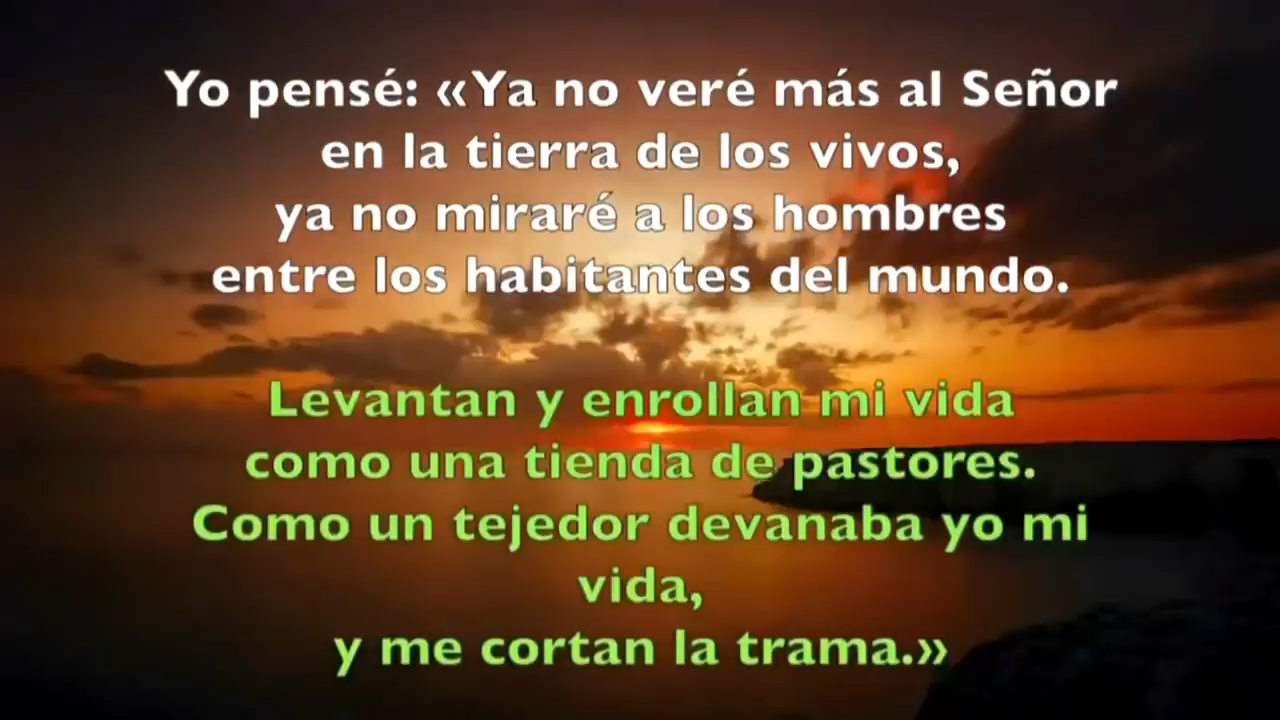 Yo pensé: «Ya no veré más al Señor
en la tierra de los vivos,
ya no miraré a los hombres
entre los habitantes del mundo.
Levantan y enrollan mi vida
como una tienda de pastores.
Como un tejedor devanaba yo mi
vida,
y me cortan la trama.»